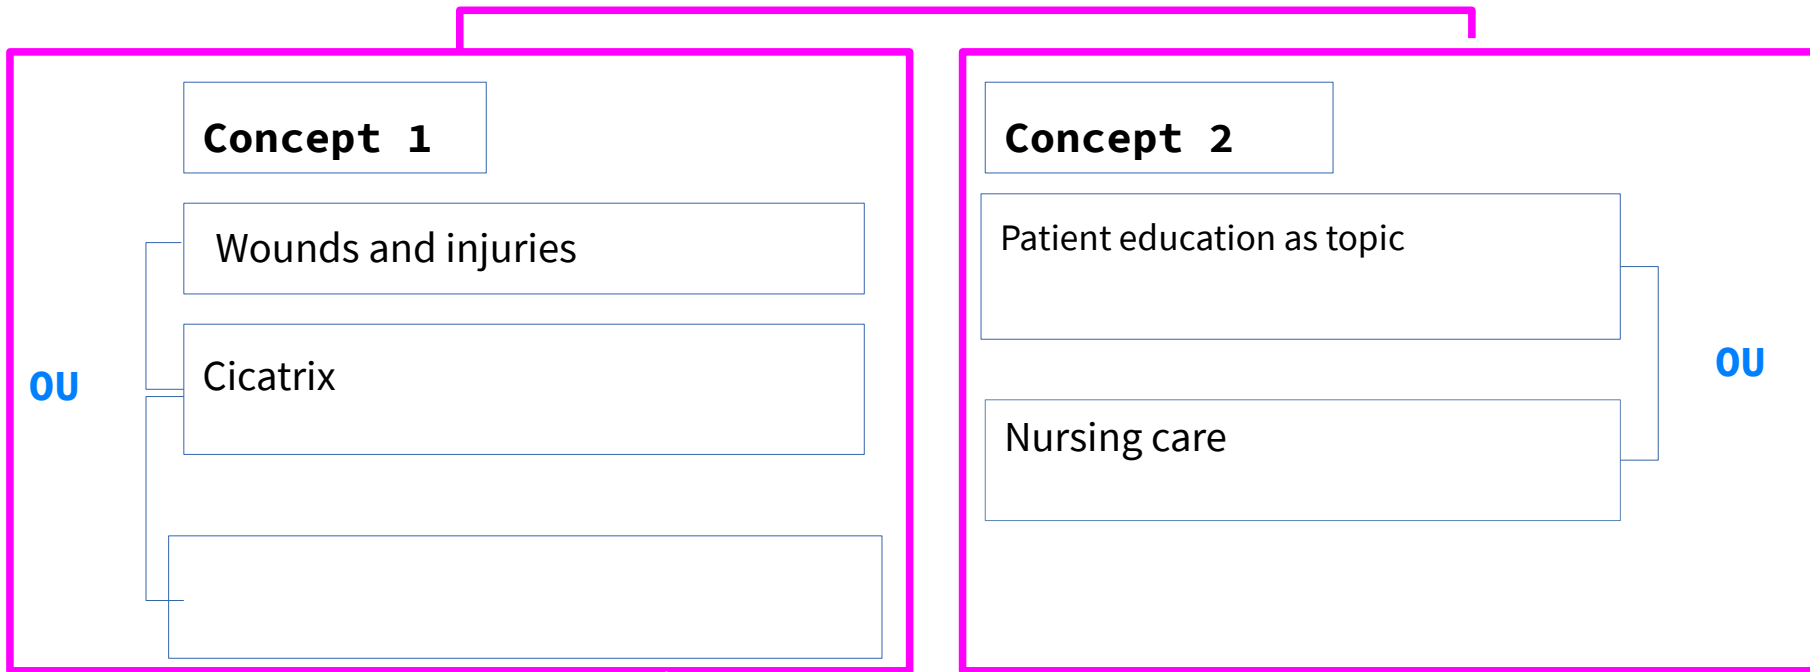 Concept 1
Wounds and injuries
Cicatrix
OU
Concept 2
Patient education as topic
Nursing care
OU